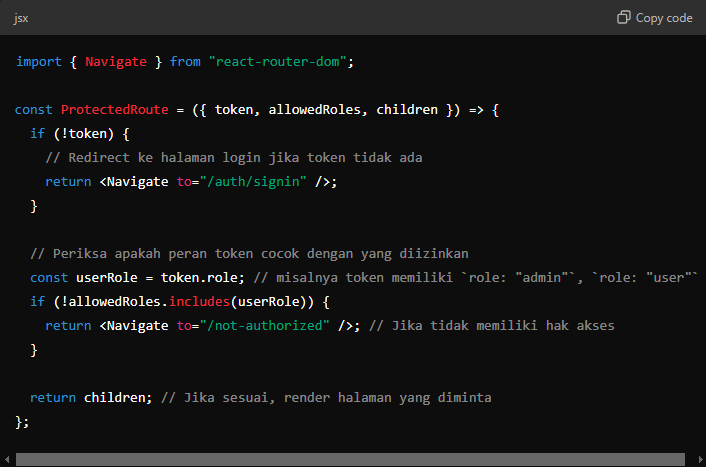 jsx
Copy code
import { Navigate } from "react-router-dom";
const ProtectedRoute = ({ token, allowedRoles, children }) => {
  if (!token) {
    // Redirect ke halaman login jika token tidak ada
    return <Navigate to="/auth/signin" />;
  }
  // Periksa apakah peran token cocok dengan yang diizinkan
  const userRole = token.role; // misalnya token memiliki `role: "admin"`, `role: "user"`
  if (!allowedRoles.includes(userRole)) {
    return <Navigate to="/not-authorized" />; // Jika tidak memiliki hak akses
  }
  return children; // Jika sesuai, render halaman yang diminta
};